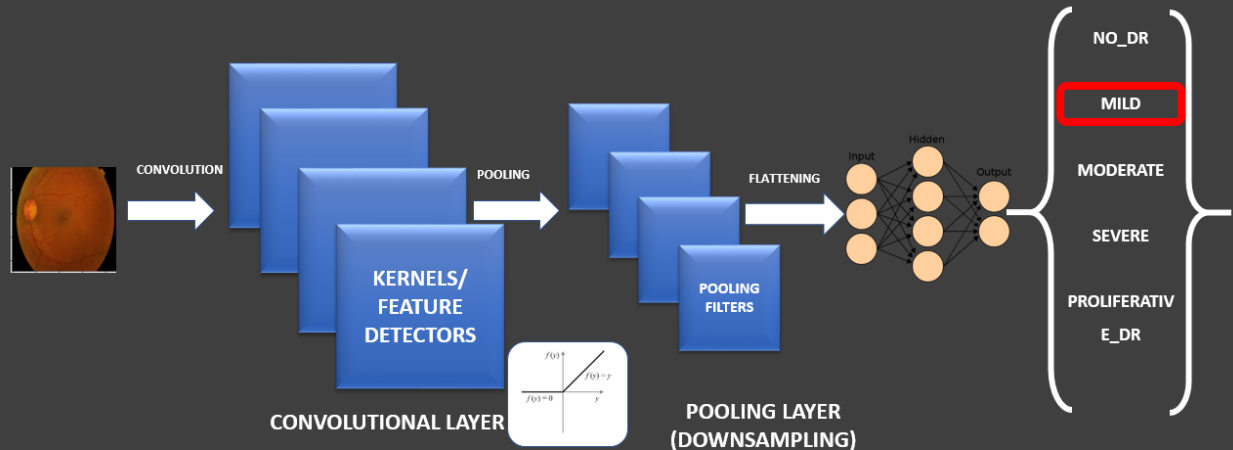 CONVOLUTION
KERNELS/
FEATURE
DETECTORS
f(y)
f(y)=y
f(y)=0
y
CONVOLUTIONAL LAYER
POOLING
POOLING
FILTERS
POOLING LAYER
(DOWNSAMPLING)
FLATTENING
Input
Hidden
Output
NO_DR
MILD
MODERATE
SEVERE
PROLIFERATIV
E_DR